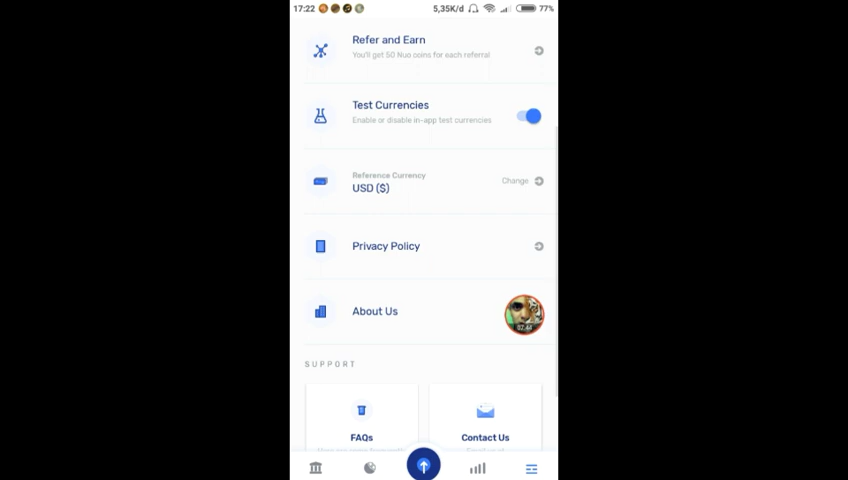 17:22
5,35K/d
77%
Refer and Earn
You'll get 50 Nuo coins for each referral
Test Currencies
Enable or disable in-app test currencies
Reference Currency
USD ($)
Change
Privacy Policy
About Us
02:44
SUPPORT
FAQs
Contact Us